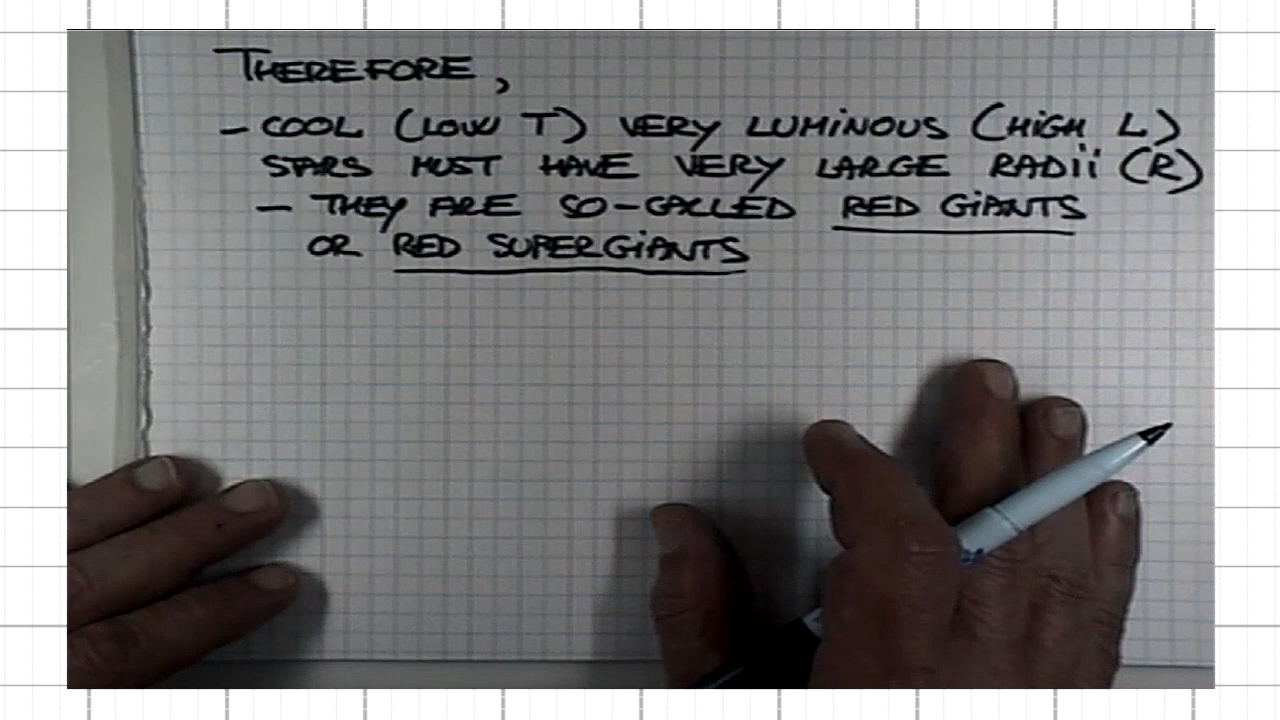 THEREFORE,
- COOL (LOW T) VERY LUMINOUS (HIGH L)
STARS MUST HAVE VERY LARGE RADII (R)
- THEY ARE SO-CALLED RED GIANTS
OR RED SUPERGIANTS